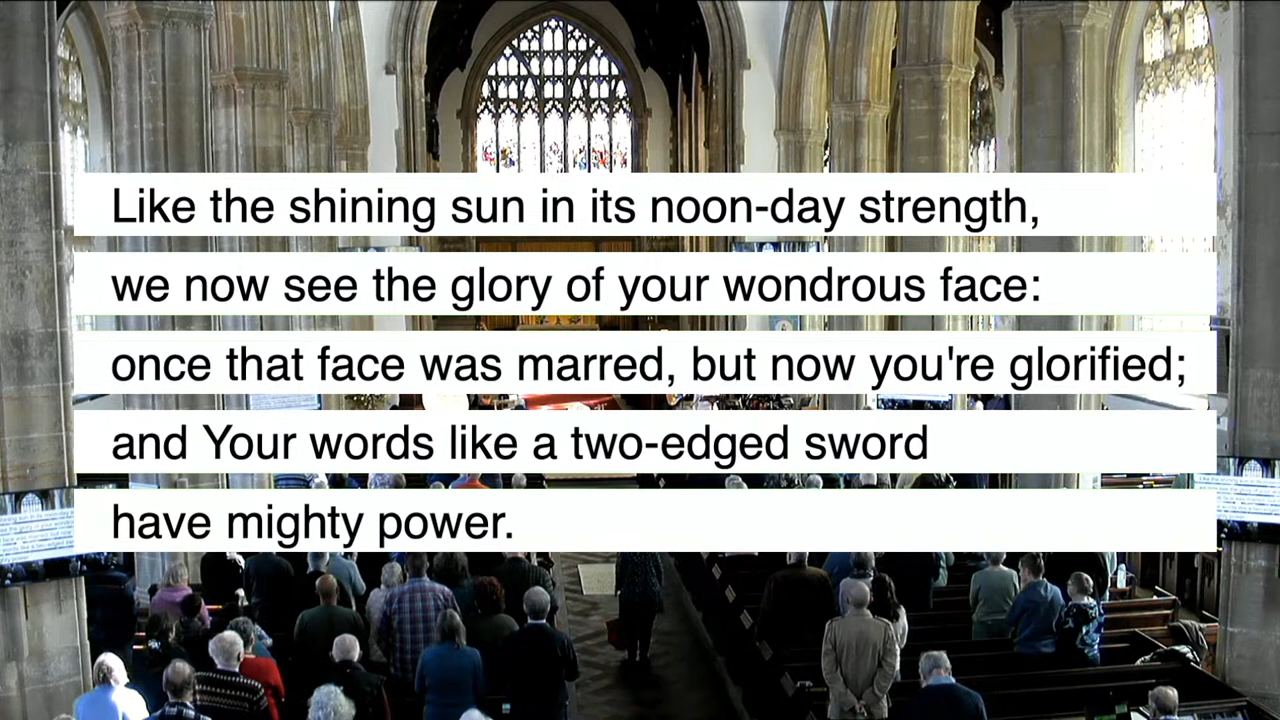 Like the shining sun in its noon-day strength,
we now see the glory of your wondrous face:
once that face was marred, but now you're glorified;
and Your words like a two-edged sword
have mighty power.